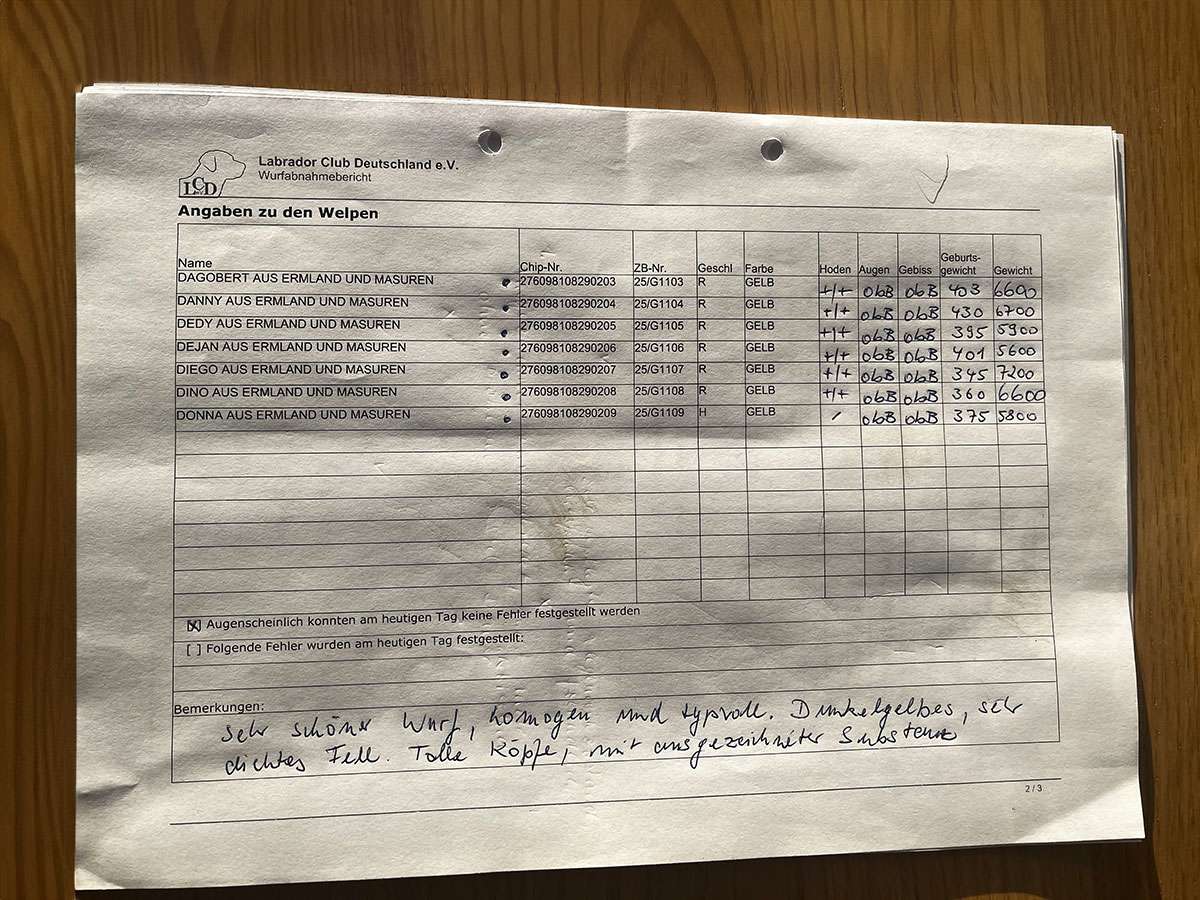 LCD
Labrador Club Deutschland e.V.
Wurfabnahmebericht
Angaben zu den Welpen
Name Chip-Nr. ZB-Nr. Geschl Farbe Hoden Augen Gebiss Geburts-gewicht Gewicht
DAGOBERT AUS ERMLAND UND MASUREN 276098108290203 25/G1103 R GELB +/+ obB obB 403 6600
DANNY AUS ERMLAND UND MASUREN 276098108290204 25/G1104 R GELB +/+ obB obB 430 6700
DEDY AUS ERMLAND UND MASUREN 276098108290205 25/G1105 R GELB +/+ obB obB 395 5900
DEJAN AUS ERMLAND UND MASUREN 276098108290206 25/G1106 R GELB +/+ obB obB 401 5600
DIEGO AUS ERMLAND UND MASUREN 276098108290207 25/G1107 R GELB +/+ obB obB 345 7200
DINO AUS ERMLAND UND MASUREN 276098108290208 25/G1108 R GELB +/+ obB obB 360 6600
DONNA AUS ERMLAND UND MASUREN 276098108290209 25/G1109 H GELB / obB obB 375 5800
[X] Augenscheinlich konnten am heutigen Tag keine Fehler festgestellt werden
[ ] Folgende Fehler wurden am heutigen Tag festgestellt:
Bemerkungen:
sehr schöner Wurf, homogen und typvoll. Dunkelgelbes, sehr
dichtes Fell. Tolle Köpfe, mit ausgezeichneter Substanz
2 / 3